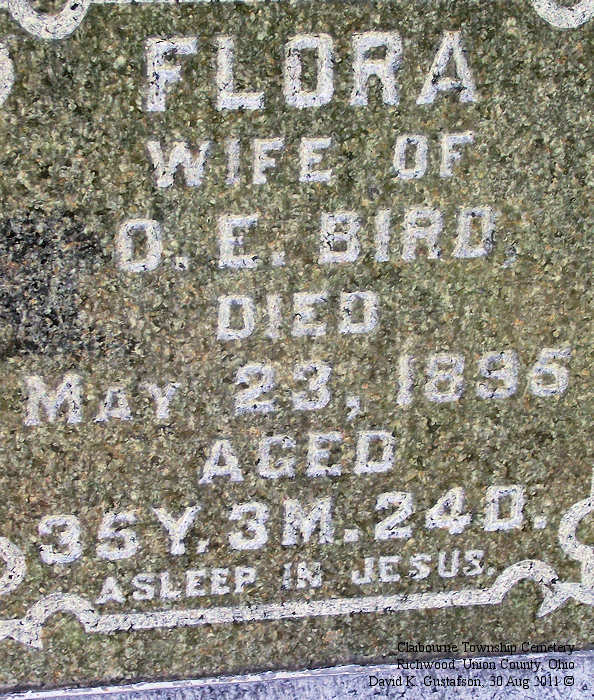 FLORA
WIFE OF
O. E. BIRD,
DIED
MAY 23, 1895
AGED
35Y. 3M. 24D.
ASLEEP IN JESUS.
Claibourne Township Cemetery
Richwood, Union County, Ohio
David K. Gustafson, 30 Aug 2011 ©